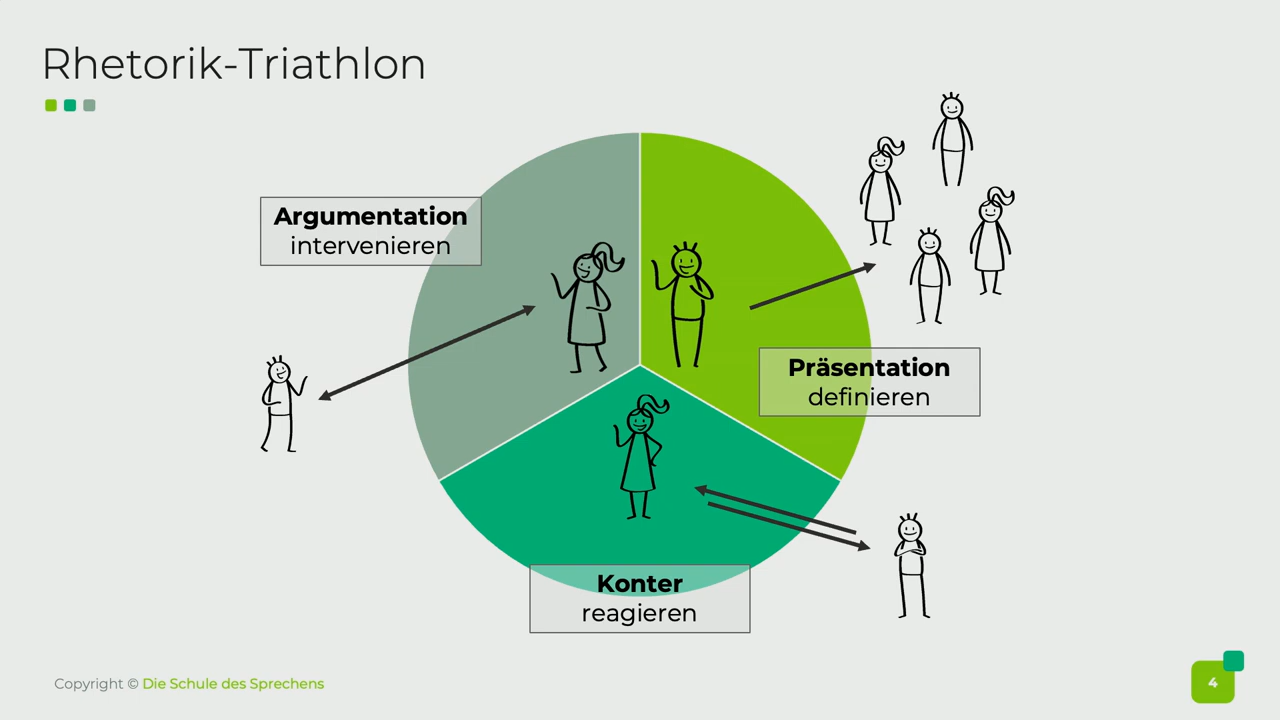 Rhetorik-Triathlon
Argumentation
intervenieren
Präsentation
definieren
Konter
reagieren
Copyright © Die Schule des Sprechens
4